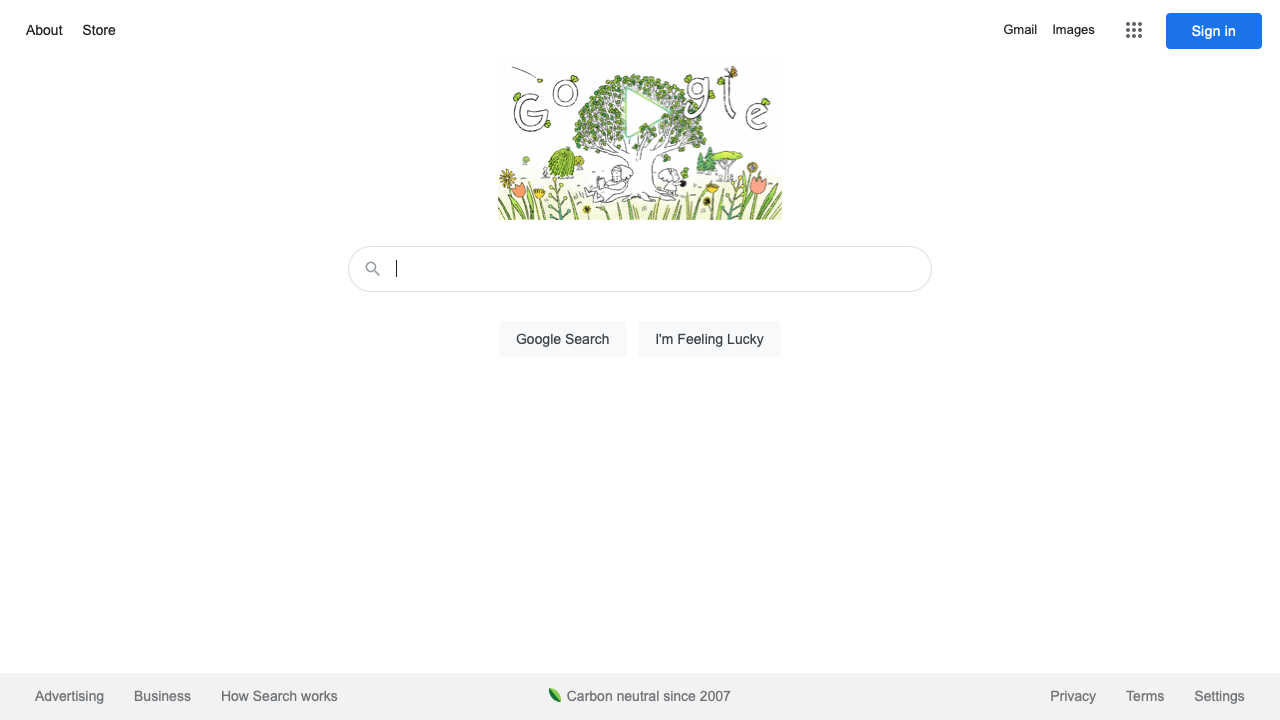 About Store Gmail Images Sign in
Google
Google Search I'm Feeling Lucky
Advertising Business How Search works Carbon neutral since 2007 Privacy Terms Settings